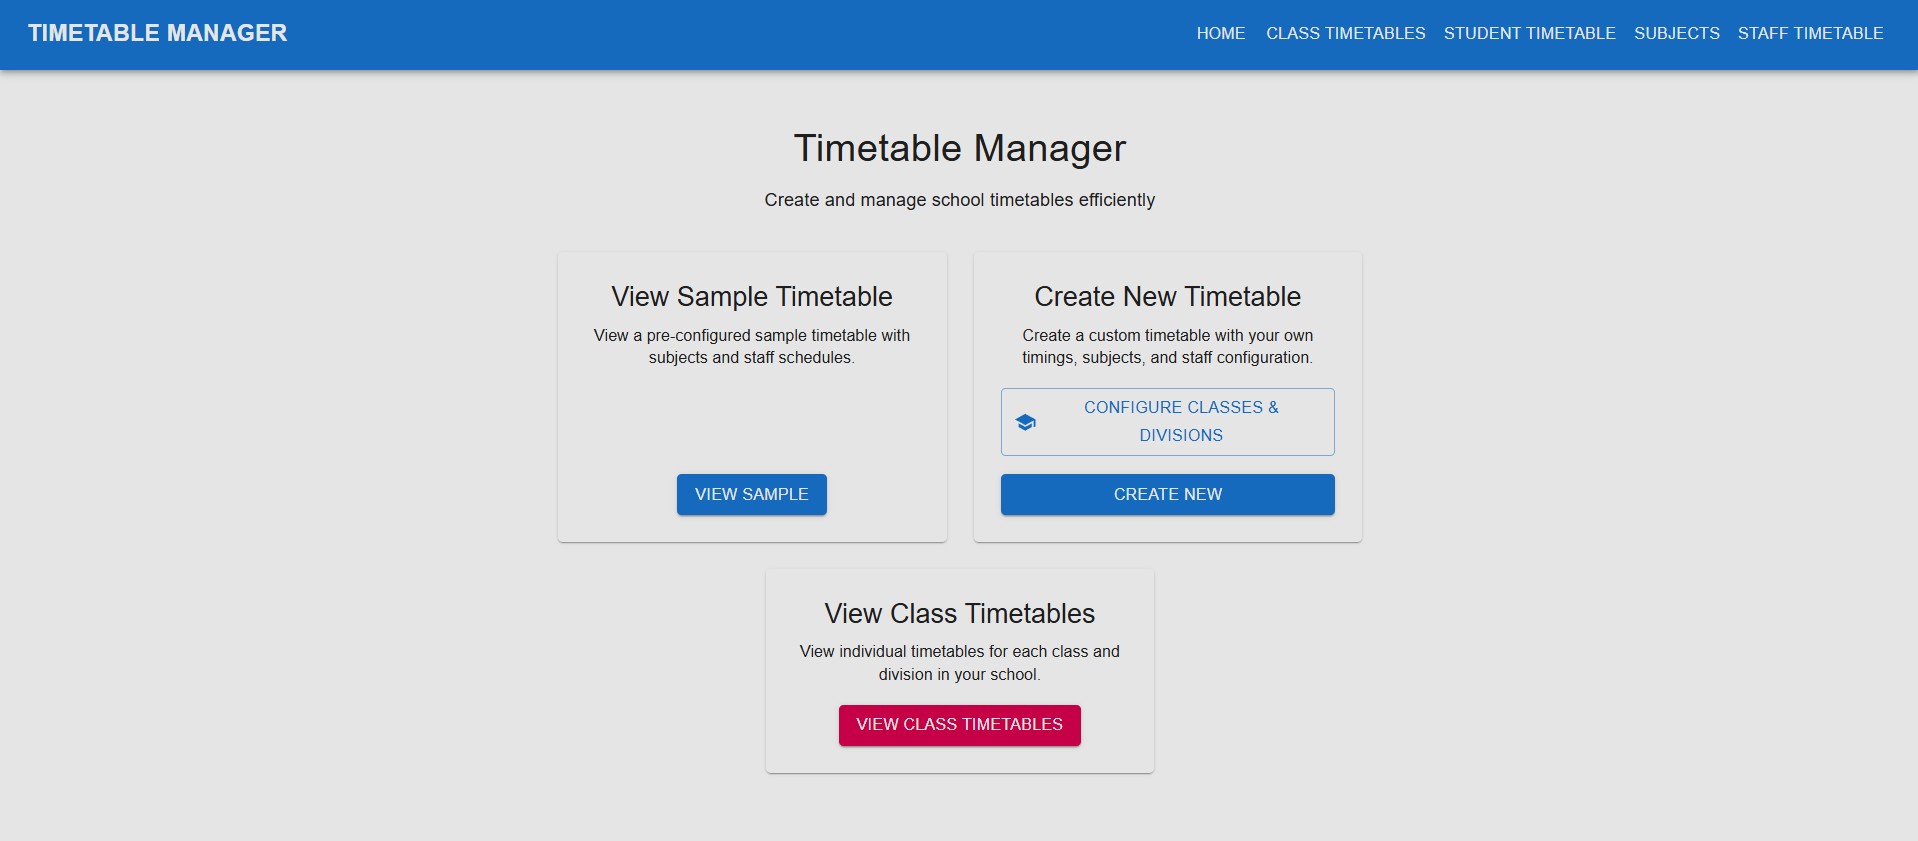 TIMETABLE MANAGER
HOME CLASS TIMETABLES STUDENT TIMETABLE SUBJECTS STAFF TIMETABLE
Timetable Manager
Create and manage school timetables efficiently
View Sample Timetable
View a pre-configured sample timetable with
subjects and staff schedules.
VIEW SAMPLE
Create New Timetable
Create a custom timetable with your own
timings, subjects, and staff configuration.
CONFIGURE CLASSES &
DIVISIONS
CREATE NEW
View Class Timetables
View individual timetables for each class and
division in your school.
VIEW CLASS TIMETABLES